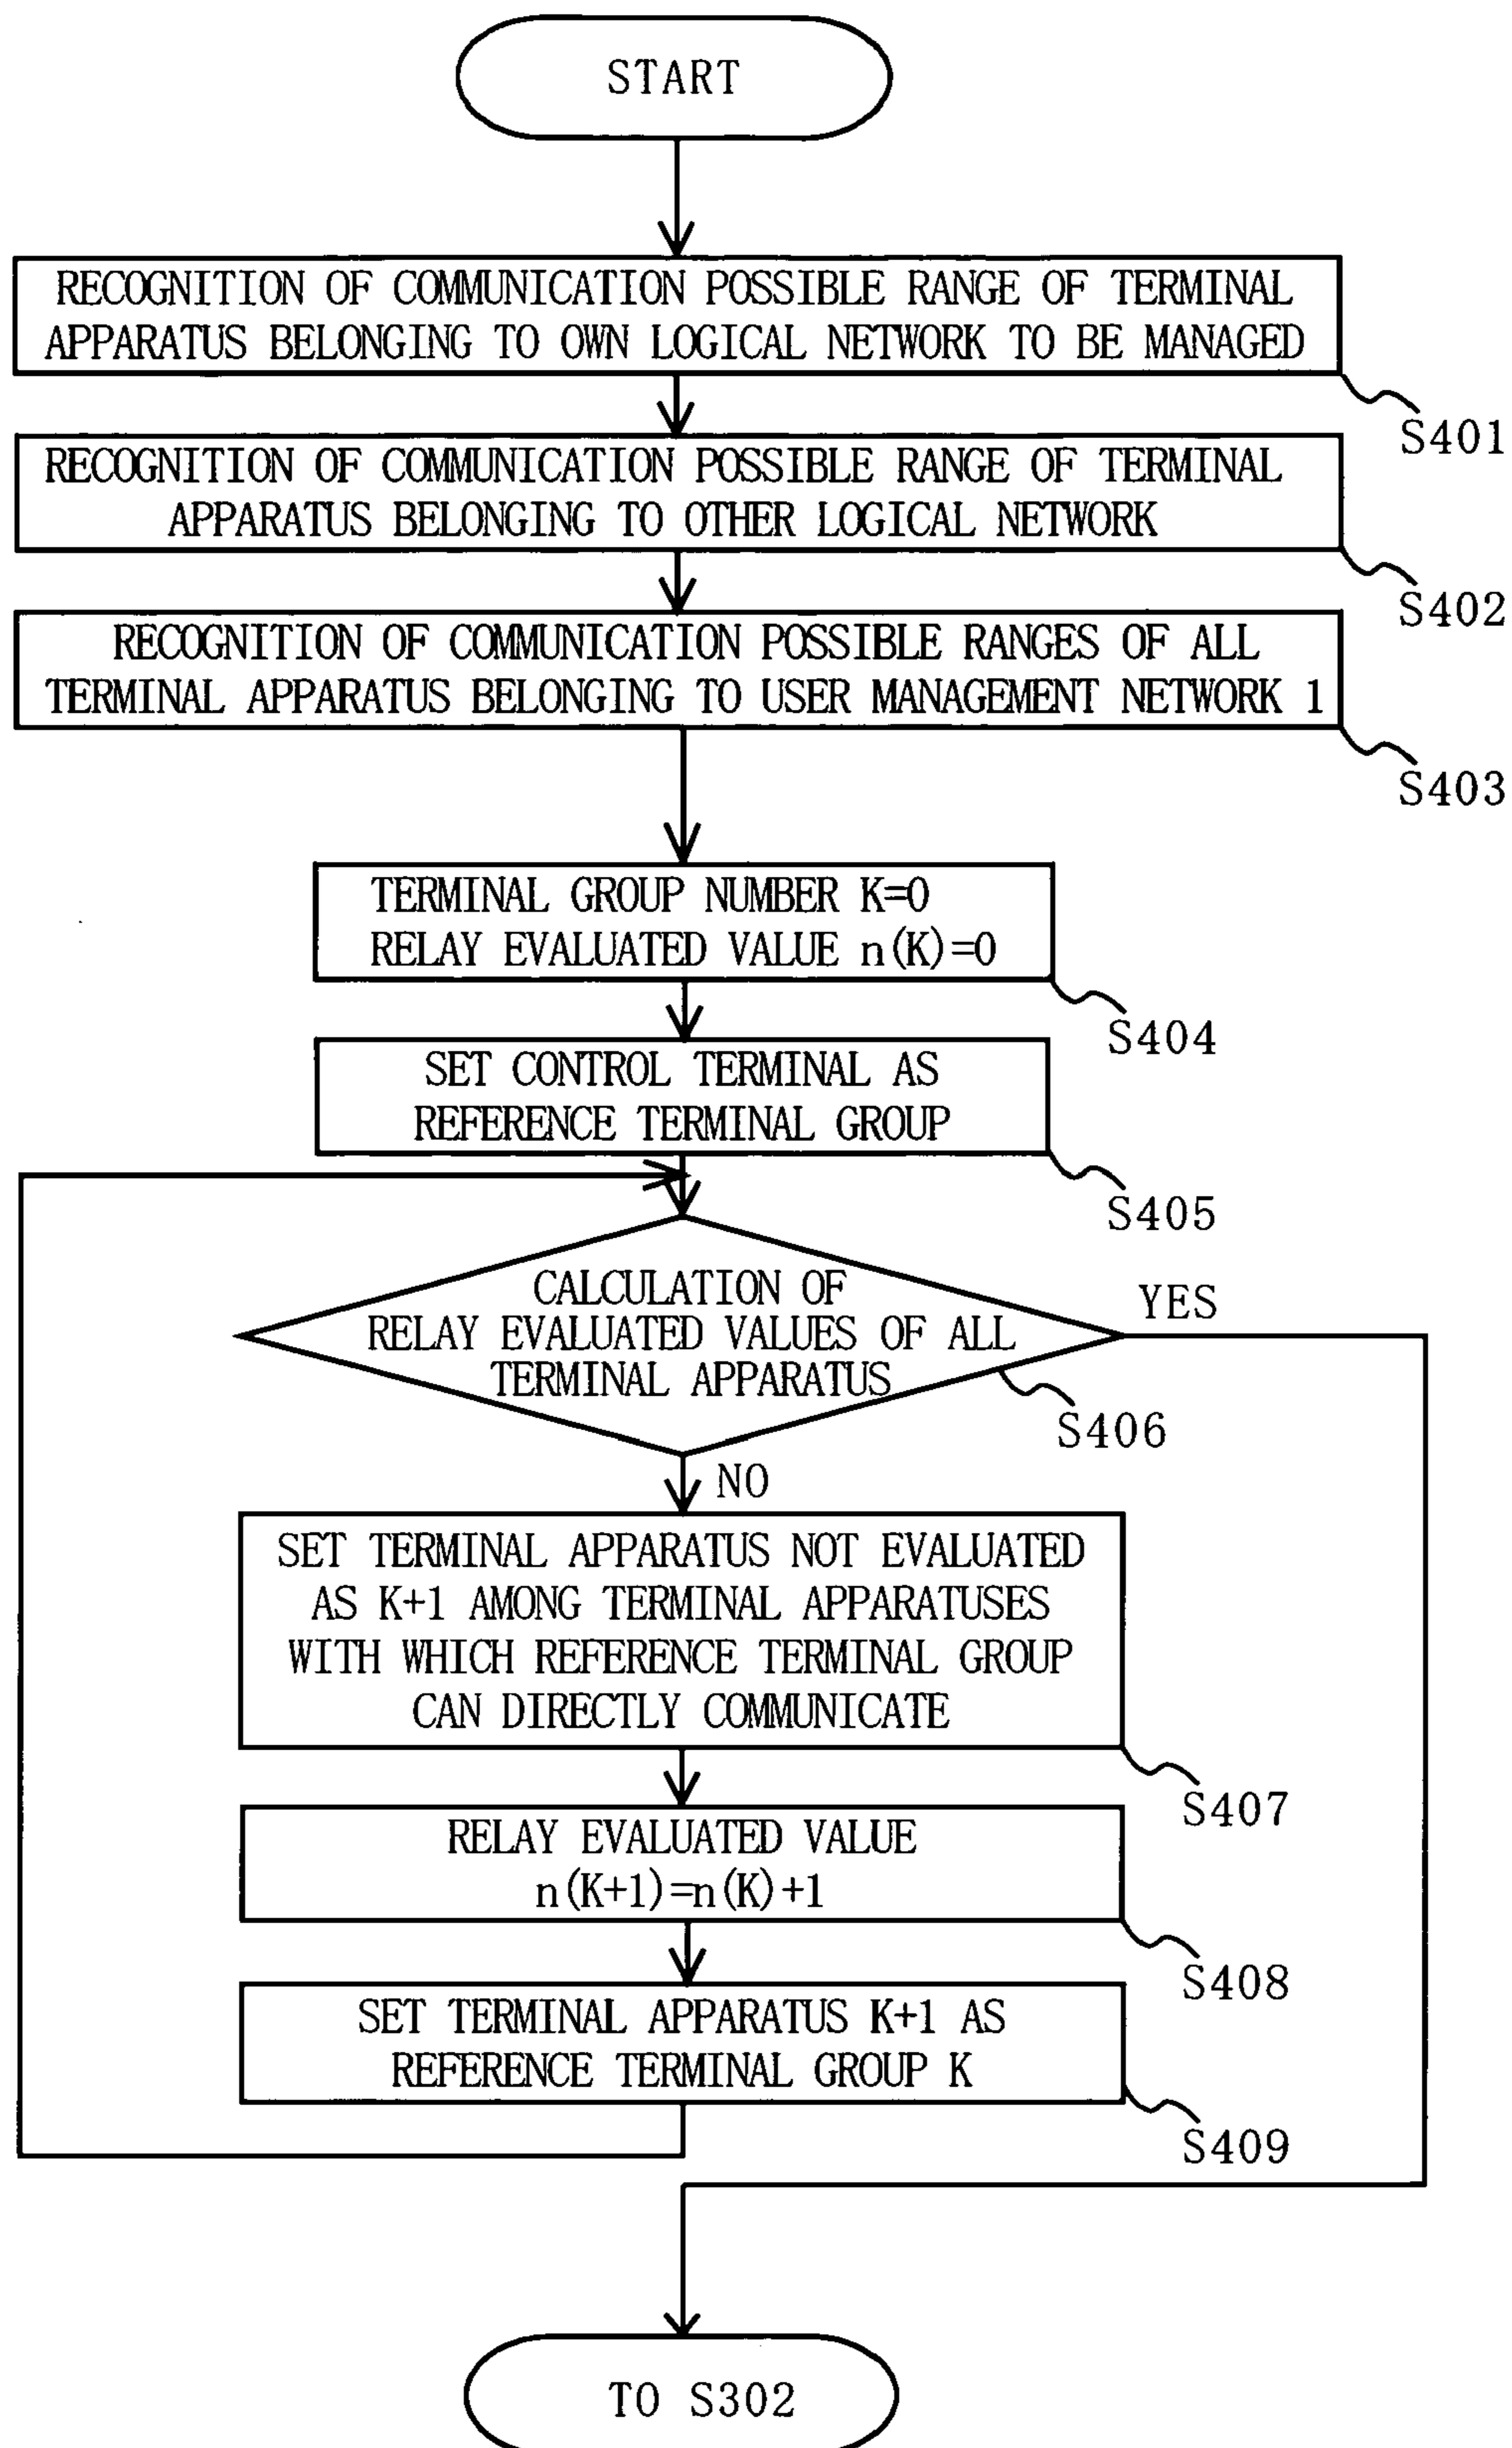 START
RECOGNITION OF COMMUNICATION POSSIBLE RANGE OF TERMINAL
APPARATUS BELONGING TO OWN LOGICAL NETWORK TO BE MANAGED
S401
RECOGNITION OF COMMUNICATION POSSIBLE RANGE OF TERMINAL
APPARATUS BELONGING TO OTHER LOGICAL NETWORK
S402
RECOGNITION OF COMMUNICATION POSSIBLE RANGES OF ALL
TERMINAL APPARATUS BELONGING TO USER MANAGEMENT NETWORK 1
S403
TERMINAL GROUP NUMBER K=0
RELAY EVALUATED VALUE n(K)=0
S404
SET CONTROL TERMINAL AS
REFERENCE TERMINAL GROUP
S405
CALCULATION OF
RELAY EVALUATED VALUES OF ALL
TERMINAL APPARATUS
YES
S406
NO
SET TERMINAL APPARATUS NOT EVALUATED
AS K+1 AMONG TERMINAL APPARATUSES
WITH WHICH REFERENCE TERMINAL GROUP
CAN DIRECTLY COMMUNICATE
S407
RELAY EVALUATED VALUE
n(K+1)=n(K)+1
S408
SET TERMINAL APPARATUS K+1 AS
REFERENCE TERMINAL GROUP K
S409
TO S302